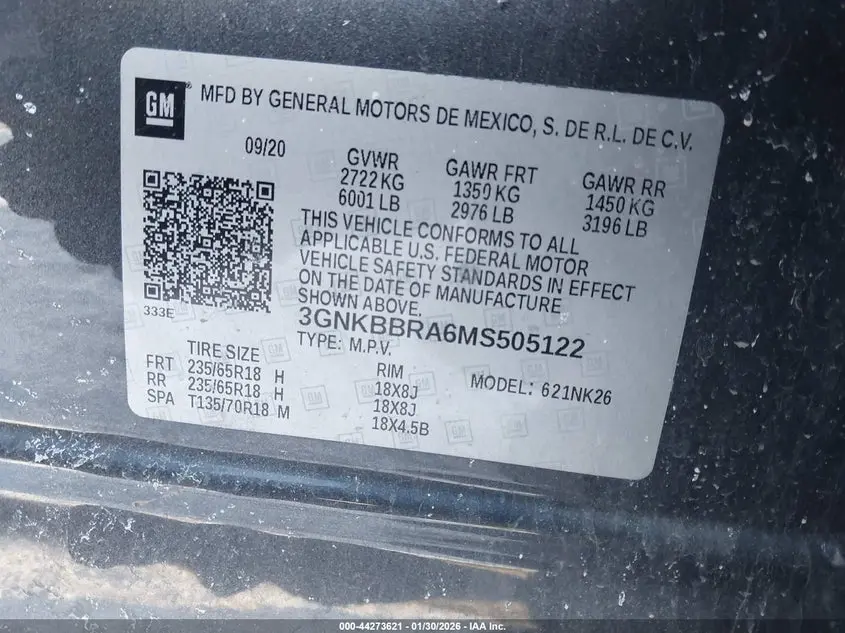 GM
MFD BY GENERAL MOTORS DE MEXICO, S. DE R.L. DE C.V.
09/20
GVWR GAWR FRT GAWR RR
2722 KG 1350 KG 1450 KG
6001 LB 2976 LB 3196 LB
THIS VEHICLE CONFORMS TO ALL
APPLICABLE U.S. FEDERAL MOTOR
VEHICLE SAFETY STANDARDS IN EFFECT
ON THE DATE OF MANUFACTURE
SHOWN ABOVE.
333E
3GNKBBRA6MS505122
TYPE: M.P.V.
TIRE SIZE RIM MODEL: 621NK26
FRT 235/65R18 H 18X8J
RR 235/65R18 H 18X8J
SPA T135/70R18 M 18X4.5B
000-44273621 - 01/30/2026 - IAA Inc.